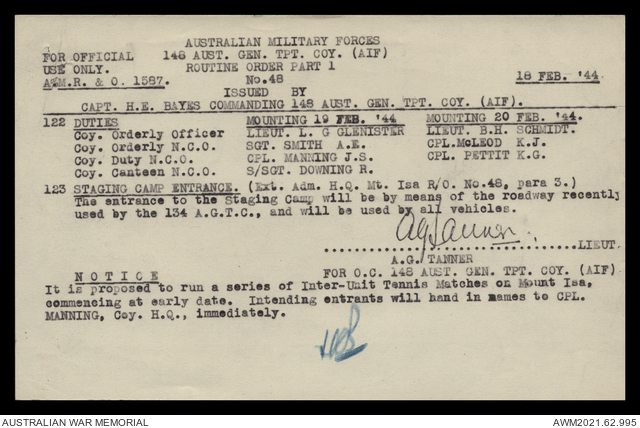 AUSTRALIAN MILITARY FORCES
FOR OFFICIAL 148 AUST. GEN. TPT. COY. (AIF)
USE ONLY. ROUTINE ORDER PART 1
A.M.R. & O. 1587. No.48 18 FEB. '44.
ISSUED BY
CAPT. H.E. BAYES COMMANDING 148 AUST. GEN. TPT. COY. (AIF).
122 DUTIES MOUNTING 19 FEB. '44 MOUNTING 20 FEB. '44.
Coy. Orderly Officer LIEUT. L. G GLENISTER LIEUT. B.H. SCHMIDT.
Coy. Orderly N.C.O. SGT. SMITH A.E. CPL.McLEOD K.J.
Coy. Duty N.C.O. CPL. MANNING J.S. CPL. PETTIT K.G.
Coy. Canteen N.C.O. S/SGT. DOWNING R.
123 STAGING CAMP ENTRANCE. (Ext. Adm. H.Q. Mt. Isa R/O. No.48, para 3.)
The entrance to the Staging Camp will be by means of the roadway recently
used by the 134 A.G.T.C., and will be used by all vehicles.
AGTanner.
LIEUT.
A.G. TANNER
NOTICE FOR O.C. 148 AUST. GEN. TPT. COY. (AIF)
It is proposed to run a series of Inter-Unit Tennis Matches on Mount Isa,
commencing at early date. Intending entrants will hand in names to CPL.
MANNING, Coy. H.Q., immediately.
AUSTRALIAN WAR MEMORIAL AWM2021.62.995